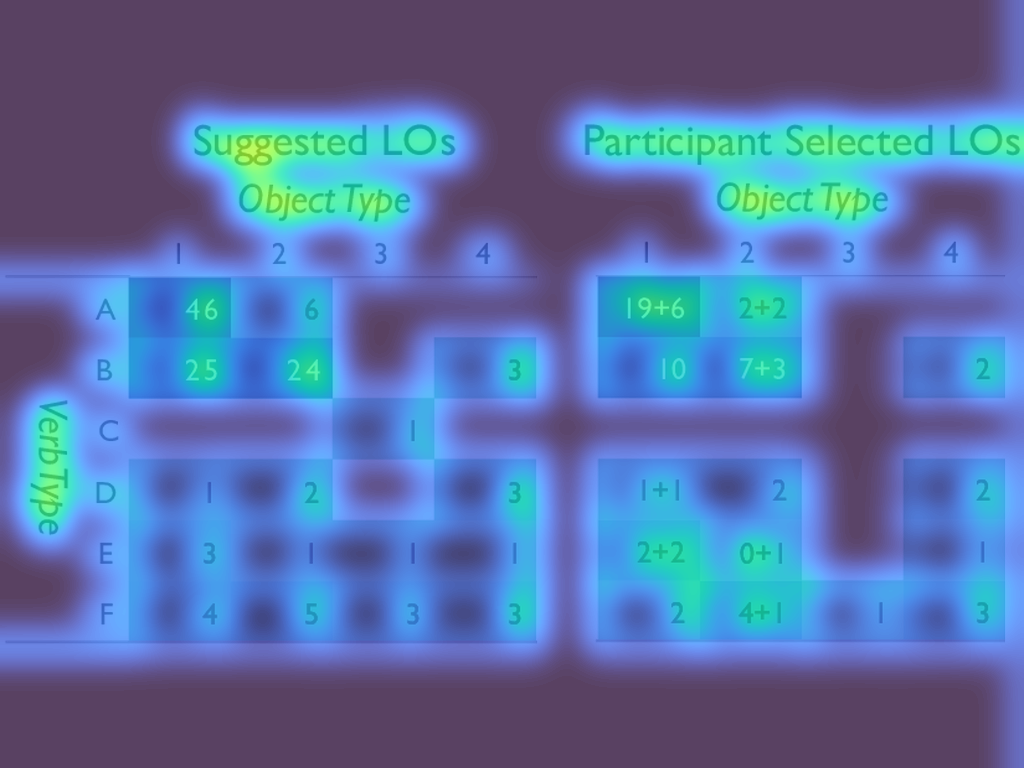 Suggested LOs Participant Selected LOs
Object Type Object Type
1 2 3 4 1 2 3 4
A 46 6 19+6 2+2
B 25 24 3 10 7+3 2
C 1
D 1 2 3 1+1 2 2
E 3 1 1 1 2+2 0+1 1
F 4 5 3 3 2 4+1 1 3
Verb Type